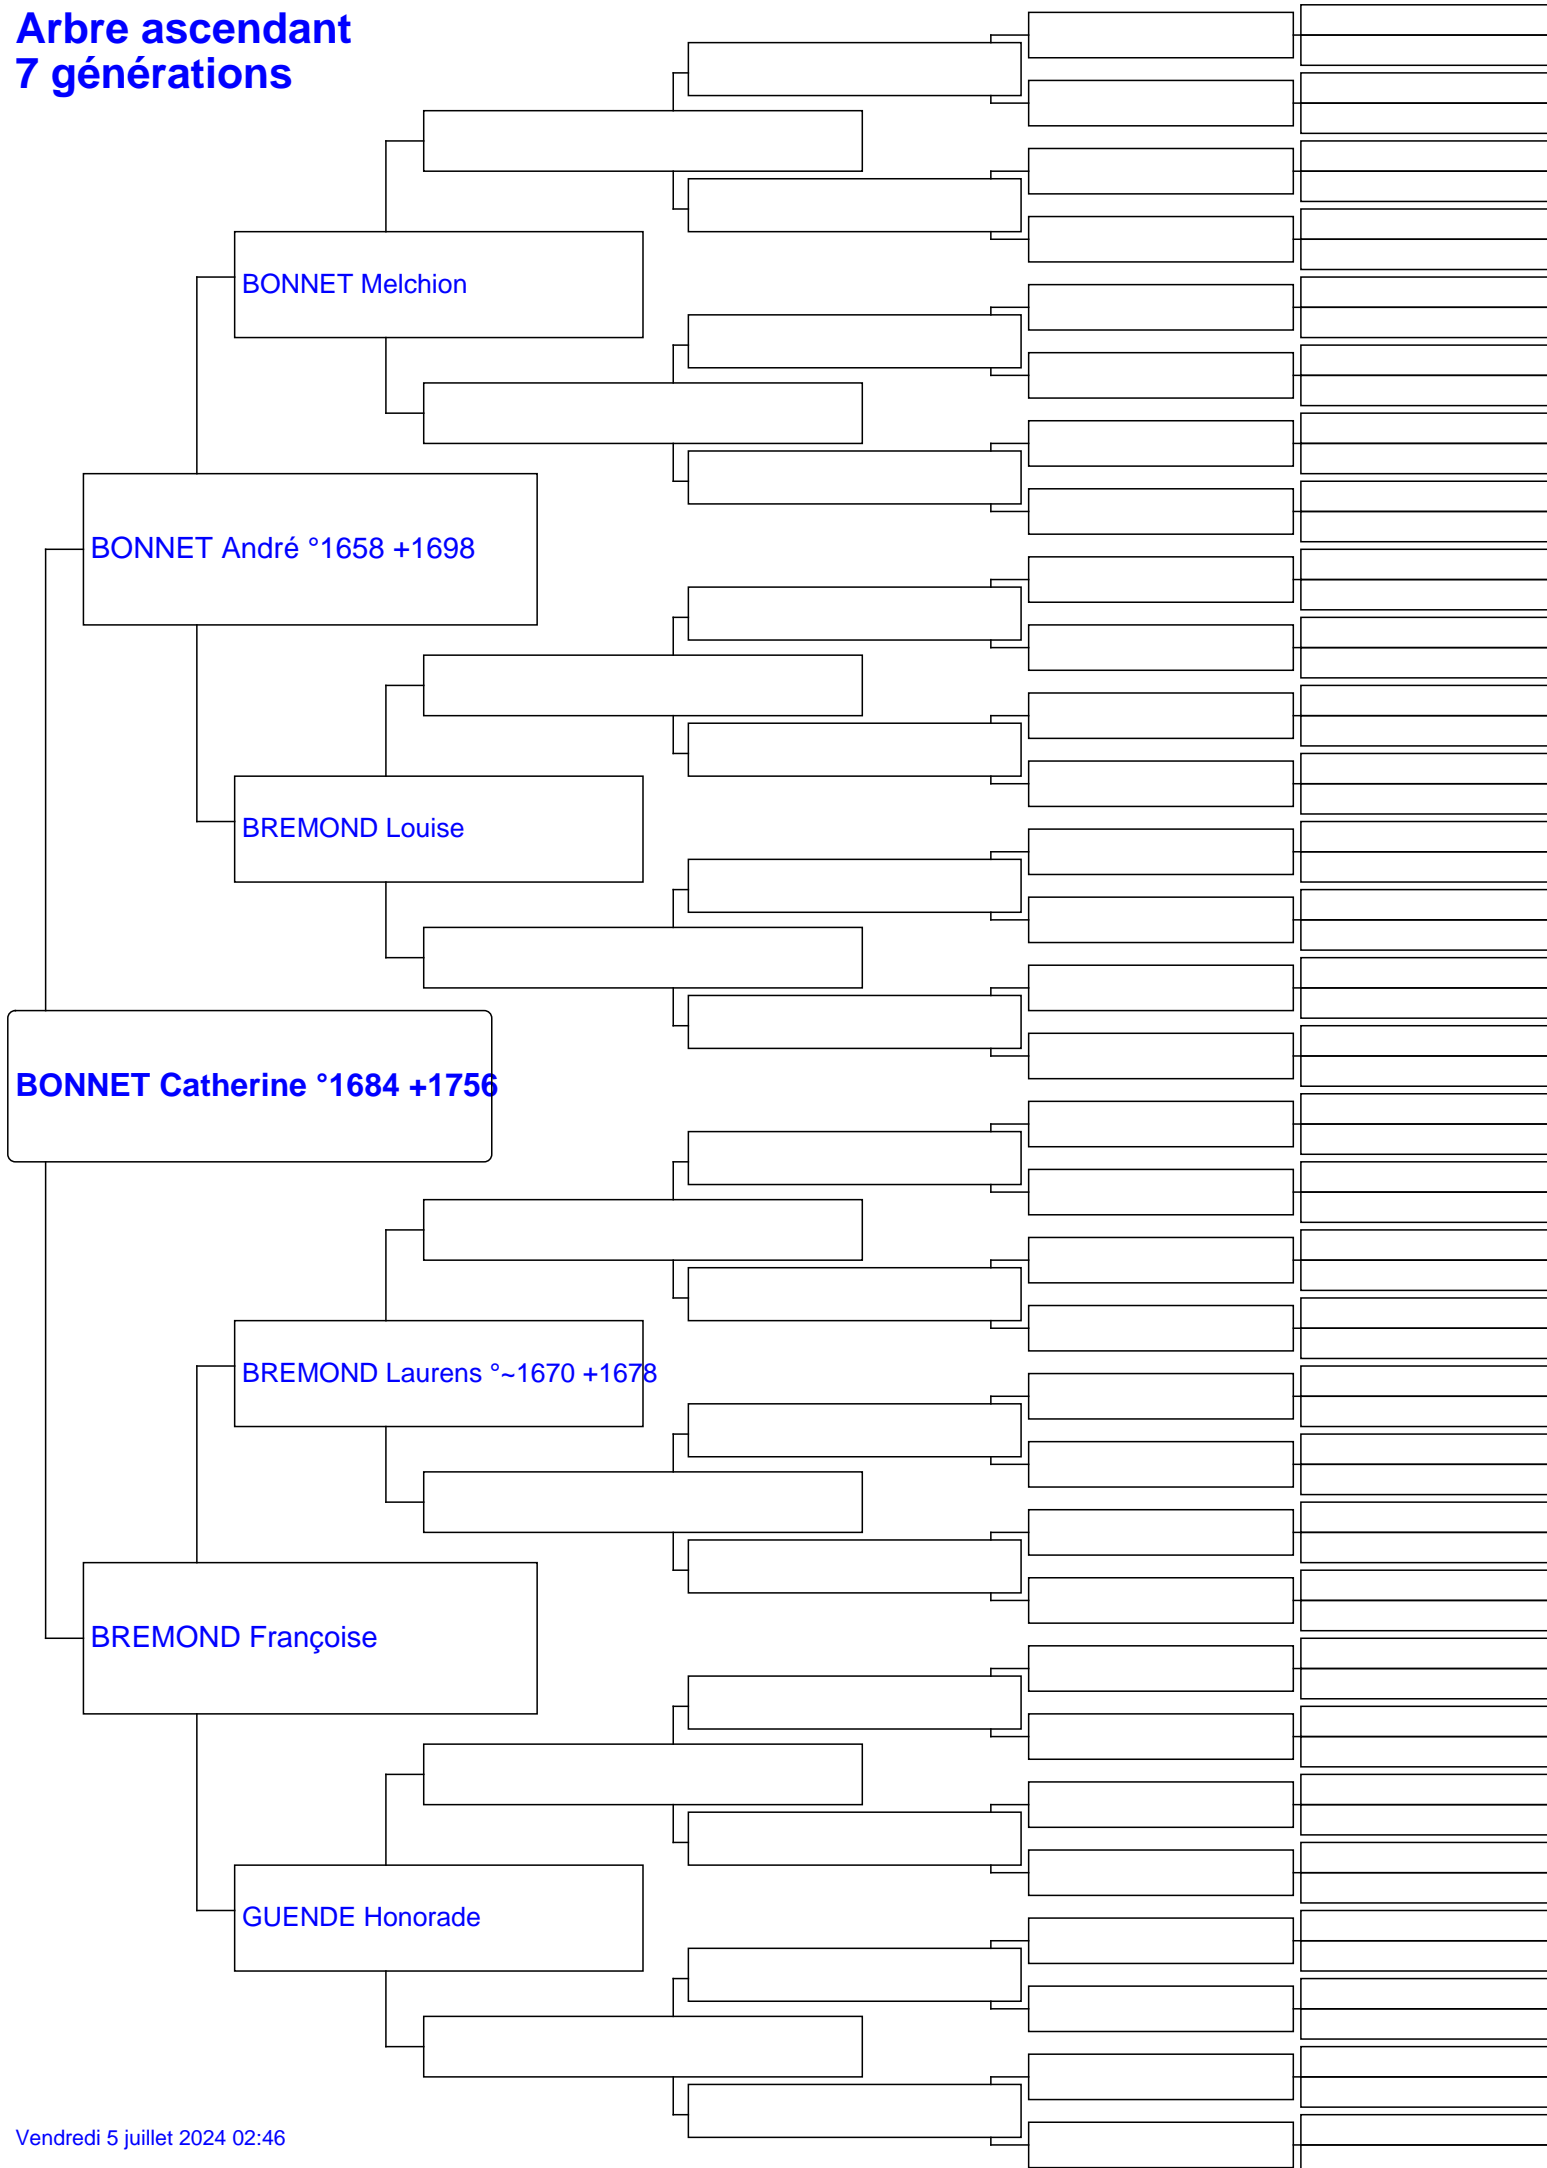 Arbre ascendant
7 générations
BONNET Melchion
BONNET André °1658 +1698
BREMOND Louise
BONNET Catherine °1684 +1756
BREMOND Laurens °~1670 +1678
BREMOND Françoise
GUENDE Honorade
Vendredi 5 juillet 2024 02:46